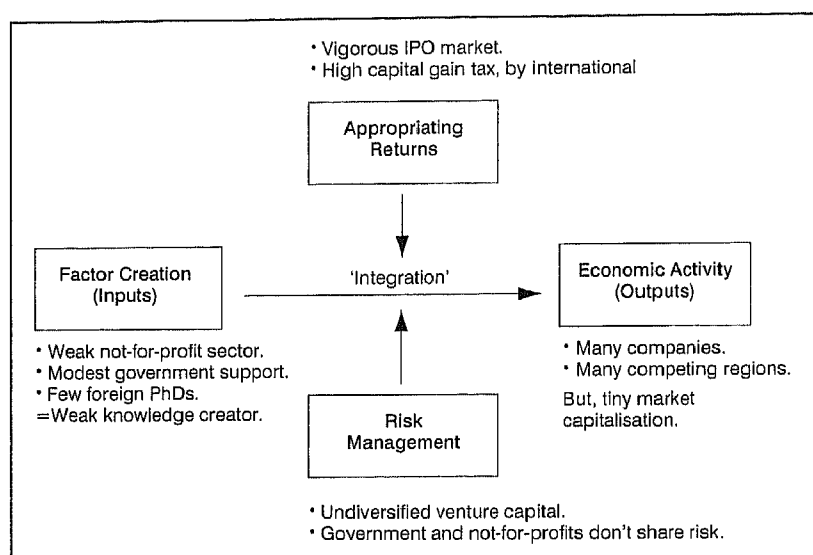 • Vigorous IPO market.
• High capital gain tax, by international
Appropriating
Returns
Factor Creation
(Inputs)
'Integration'
Economic Activity
(Outputs)
• Weak not-for-profit sector.
• Modest government support.
• Few foreign PhDs.
=Weak knowledge creator.
• Many companies.
• Many competing regions.
But, tiny market
capitalisation.
Risk
Management
• Undiversified venture capital.
• Government and not-for-profits don't share risk.